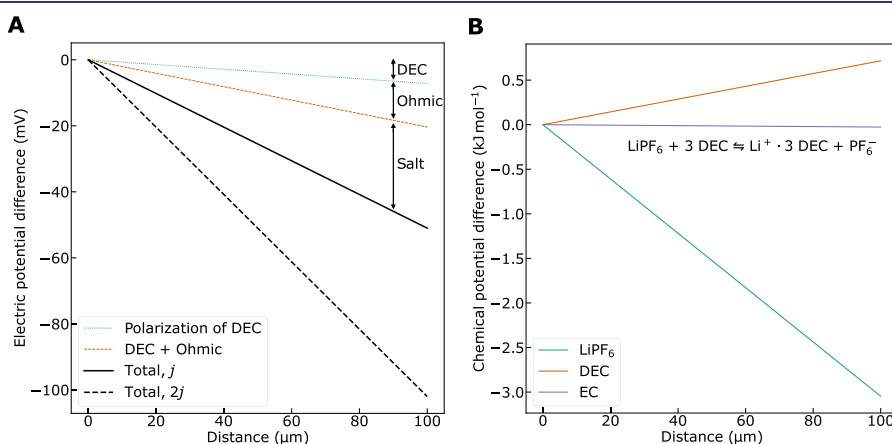 A
Electric potential difference (mV)
0
−20
−40
−60
−80
−100
DEC
Ohmic
Salt
Polarization of DEC
DEC + Ohmic
Total, j
Total, 2j
0
20
40
60
80
100
Distance (μm)
B
Chemical potential difference (kJ mol⁻¹)
0.5
0.0
−0.5
−1.0
−1.5
−2.0
−2.5
−3.0
LiPF₆ + 3 DEC ⇋ Li⁺ · 3 DEC + PF₆⁻
LiPF₆
DEC
EC
0
20
40
60
80
100
Distance (μm)